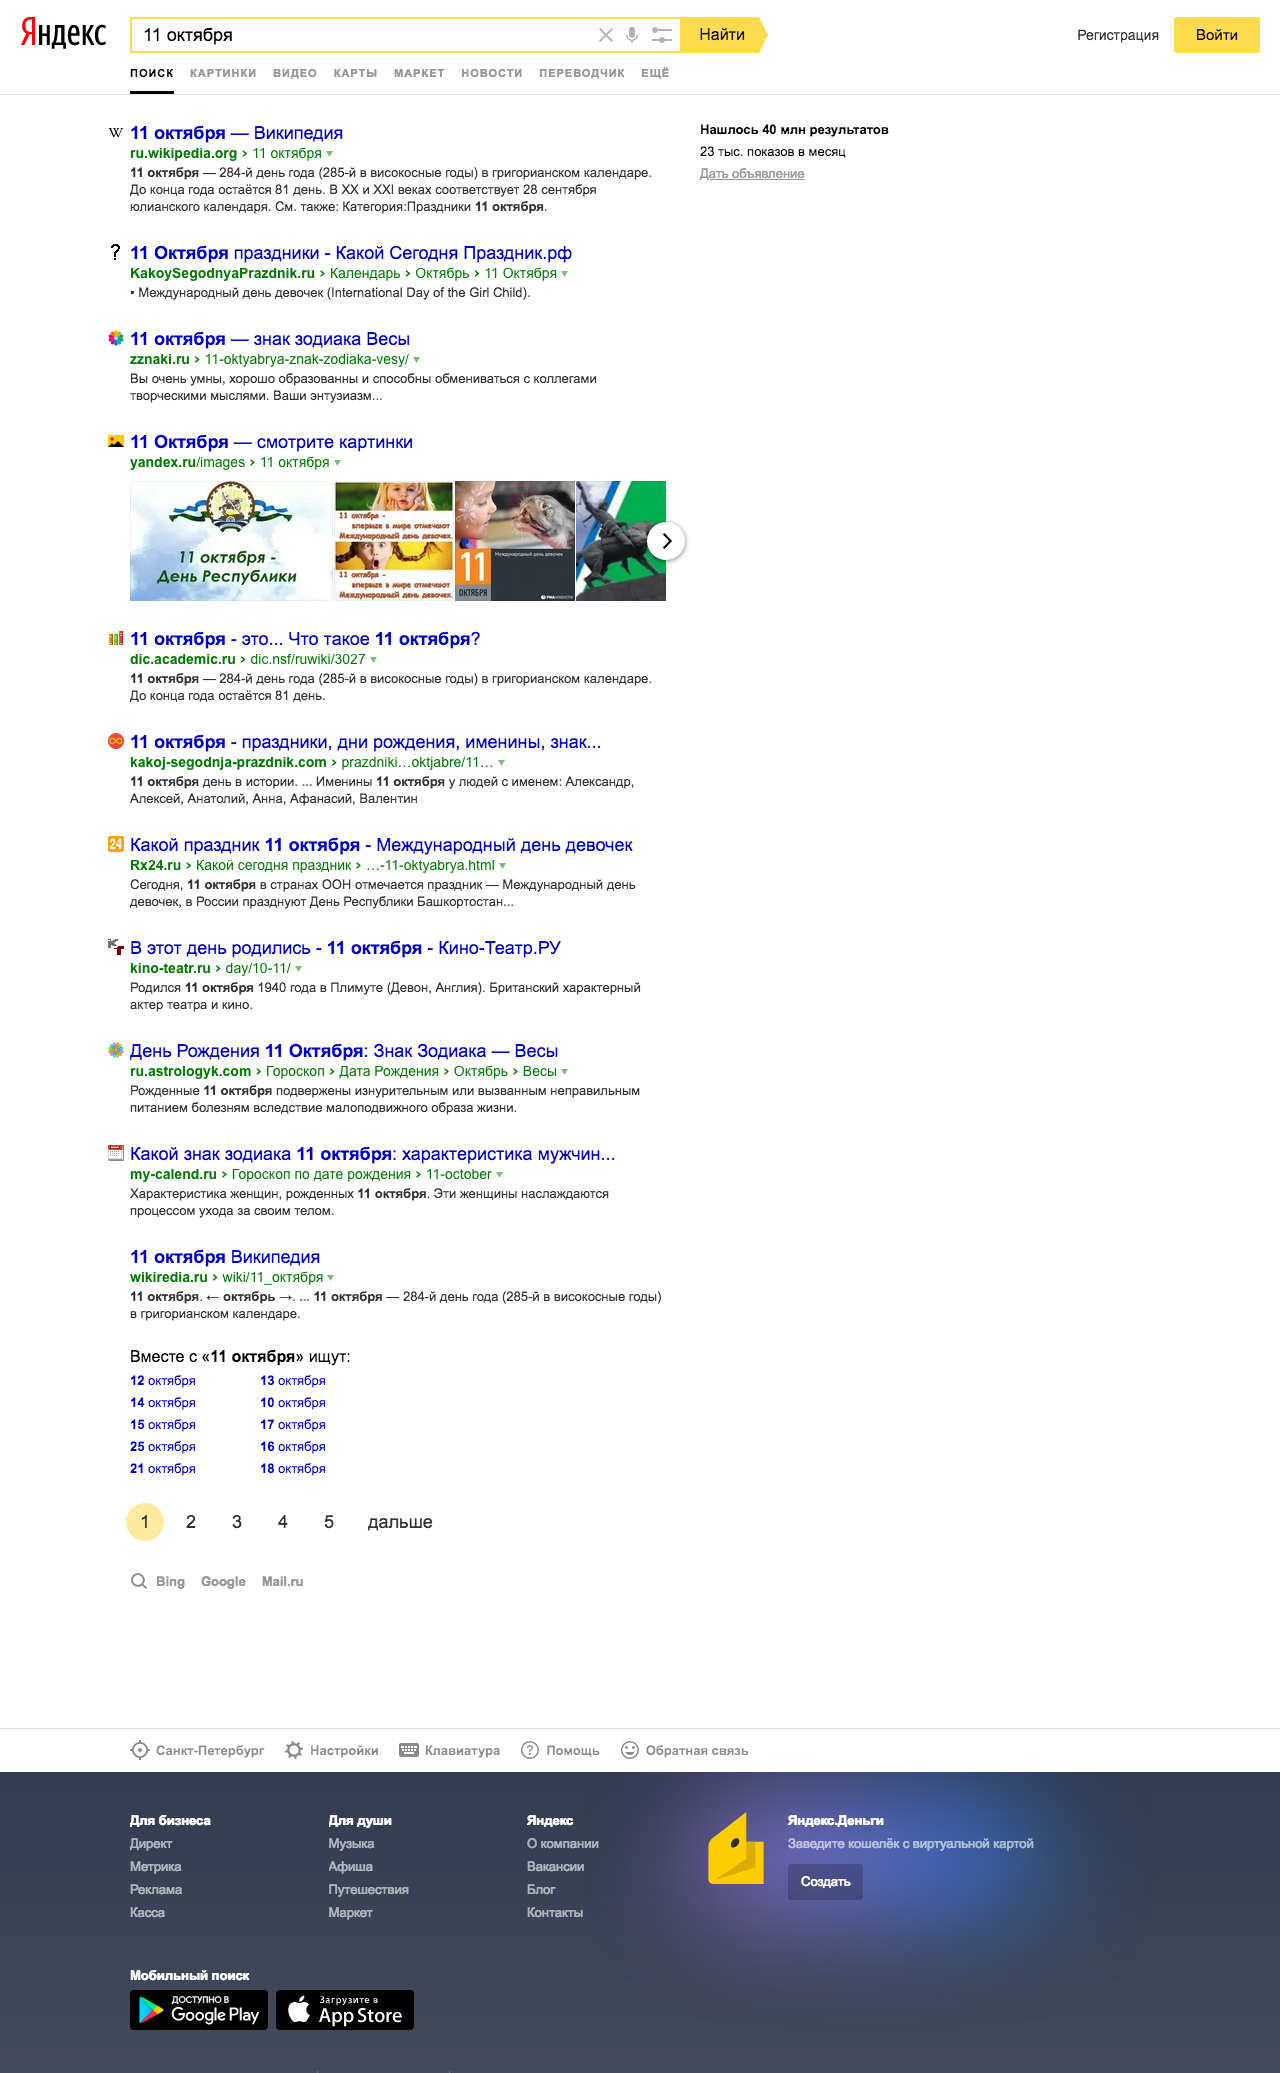 Яндекс
11 октября
Найти
Регистрация
Войти
ПОИСК КАРТИНКИ ВИДЕО КАРТЫ МАРКЕТ НОВОСТИ ПЕРЕВОДЧИК ЕЩЁ
Нашлось 40 млн результатов
23 тыс. показов в месяц
Дать объявление
W 11 октября — Википедия
ru.wikipedia.org › 11 октября
11 октября — 284-й день года (285-й в високосные годы) в григорианском календаре.
До конца года остаётся 81 день. В XX и XXI веках соответствует 28 сентября
юлианского календаря. См. также: Категория:Праздники 11 октября.
? 11 Октября праздники - Какой Сегодня Праздник.рф
KakoySegodnyaPrazdnik.ru › Календарь › Октябрь › 11 Октября
• Международный день девочек (International Day of the Girl Child).
11 октября — знак зодиака Весы
zznaki.ru › 11-oktyabrya-znak-zodiaka-vesy/
Вы очень умны, хорошо образованны и способны обмениваться с коллегами
творческими мыслями. Ваши энтузиазм...
11 Октября — смотрите картинки
yandex.ru/images › 11 октября
11 октября -
День Республики
11 октября -
впервые в мире отмечают
Международный день девочек.
11 октября -
впервые в мире отмечают
Международный день девочек.
Международный день девочек
11
ОКТЯБРЯ
РИАНОВОСТИ
11 октября - это... Что такое 11 октября?
dic.academic.ru › dic.nsf/ruwiki/3027
11 октября — 284-й день года (285-й в високосные годы) в григорианском календаре.
До конца года остаётся 81 день.
11 октября - праздники, дни рождения, именины, знак...
kakoj-segodnja-prazdnik.com › prazdniki…oktjabre/11…
11 октября день в истории. ... Именины 11 октября у людей с именем: Александр,
Алексей, Анатолий, Анна, Афанасий, Валентин
24 Какой праздник 11 октября - Международный день девочек
Rx24.ru › Какой сегодня праздник › …-11-oktyabrya.html
Сегодня, 11 октября в странах ООН отмечается праздник — Международный день
девочек, в России празднуют День Республики Башкортостан...
В этот день родились - 11 октября - Кино-Театр.РУ
kino-teatr.ru › day/10-11/
Родился 11 октября 1940 года в Плимуте (Девон, Англия). Британский характерный
актер театра и кино.
День Рождения 11 Октября: Знак Зодиака — Весы
ru.astrologyk.com › Гороскоп › Дата Рождения › Октябрь › Весы
Рожденные 11 октября подвержены изнурительным или вызванным неправильным
питанием болезням вследствие малоподвижного образа жизни.
Какой знак зодиака 11 октября: характеристика мужчин...
my-calend.ru › Гороскоп по дате рождения › 11-october
Характеристика женщин, рожденных 11 октября. Эти женщины наслаждаются
процессом ухода за своим телом.
11 октября Википедия
wikiredia.ru › wiki/11_октября
11 октября. ← октябрь →. ... 11 октября — 284-й день года (285-й в високосные годы)
в григорианском календаре.
Вместе с «11 октября» ищут:
12 октября 13 октября
14 октября 10 октября
15 октября 17 октября
25 октября 16 октября
21 октября 18 октября
1 2 3 4 5 дальше
Bing Google Mail.ru
Санкт-Петербург Настройки Клавиатура Помощь Обратная связь
Для бизнеса
Директ
Метрика
Реклама
Касса
Для души
Музыка
Афиша
Путешествия
Маркет
Яндекс
О компании
Вакансии
Блог
Контакты
Яндекс.Деньги
Заведите кошелёк с виртуальной картой
Создать
Мобильный поиск
ДОСТУПНО В
Google Play
Загрузите в
App Store